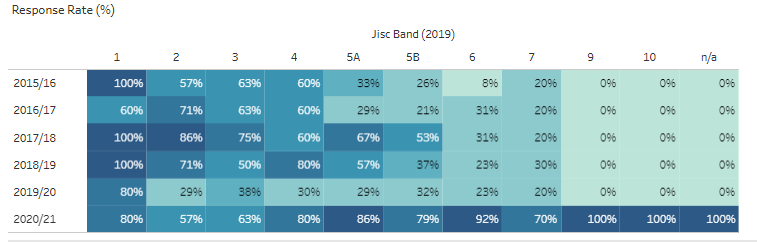 Response Rate (%)
Jisc Band (2019)
1 2 3 4 5A 5B 6 7 9 10 n/a
2015/16 100% 57% 63% 60% 33% 26% 8% 20% 0% 0% 0%
2016/17 60% 71% 63% 60% 29% 21% 31% 20% 0% 0% 0%
2017/18 100% 86% 75% 60% 67% 53% 31% 20% 0% 0% 0%
2018/19 100% 71% 50% 80% 57% 37% 23% 30% 0% 0% 0%
2019/20 80% 29% 38% 30% 29% 32% 23% 20% 0% 0% 0%
2020/21 80% 57% 63% 80% 86% 79% 92% 70% 100% 100% 100%